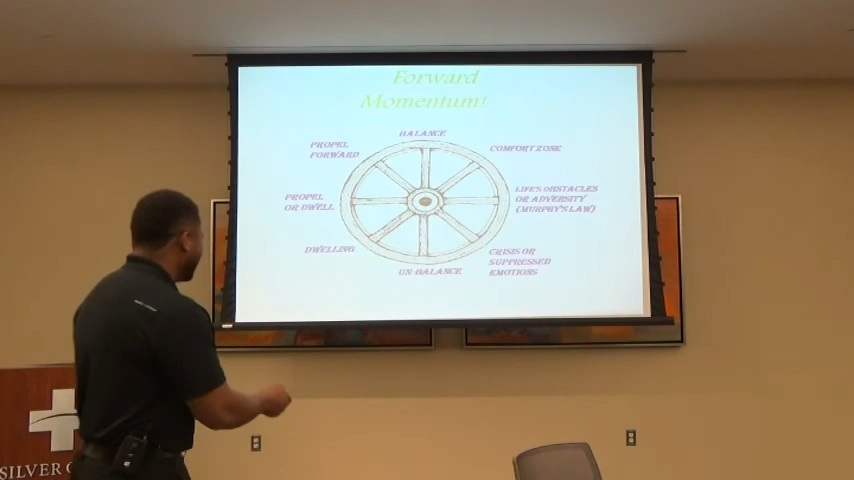 Forward
Momentum!
BALANCE
PROPEL
FORWARD
COMFORT ZONE
PROPEL
OR DWELL
LIFE'S OBSTACLES
OR ADVERSITY
(MURPHY'S LAW)
DWELLING
CRISIS OR
SUPPRESSED
EMOTIONS
UN-BALANCE
SILVER